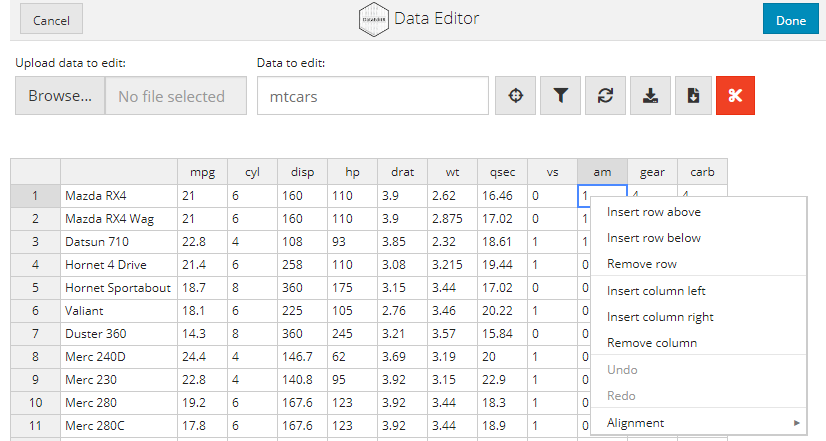 Cancel Data Editor Done
Upload data to edit: Data to edit:
Browse... No file selected mtcars
mpg cyl disp hp drat wt qsec vs am gear carb
1 Mazda RX4 21 6 160 110 3.9 2.62 16.46 0 1 4 4
2 Mazda RX4 Wag 21 6 160 110 3.9 2.875 17.02 0 1
3 Datsun 710 22.8 4 108 93 3.85 2.32 18.61 1 1
4 Hornet 4 Drive 21.4 6 258 110 3.08 3.215 19.44 1 0
5 Hornet Sportabout 18.7 8 360 175 3.15 3.44 17.02 0 0
6 Valiant 18.1 6 225 105 2.76 3.46 20.22 1 0
7 Duster 360 14.3 8 360 245 3.21 3.57 15.84 0 0
8 Merc 240D 24.4 4 146.7 62 3.69 3.19 20 1 0
9 Merc 230 22.8 4 140.8 95 3.92 3.15 22.9 1 0
10 Merc 280 19.2 6 167.6 123 3.92 3.44 18.3 1 0
11 Merc 280C 17.8 6 167.6 123 3.92 3.44 18.9 1 0
Insert row above
Insert row below
Remove row
Insert column left
Insert column right
Remove column
Undo
Redo
Alignment